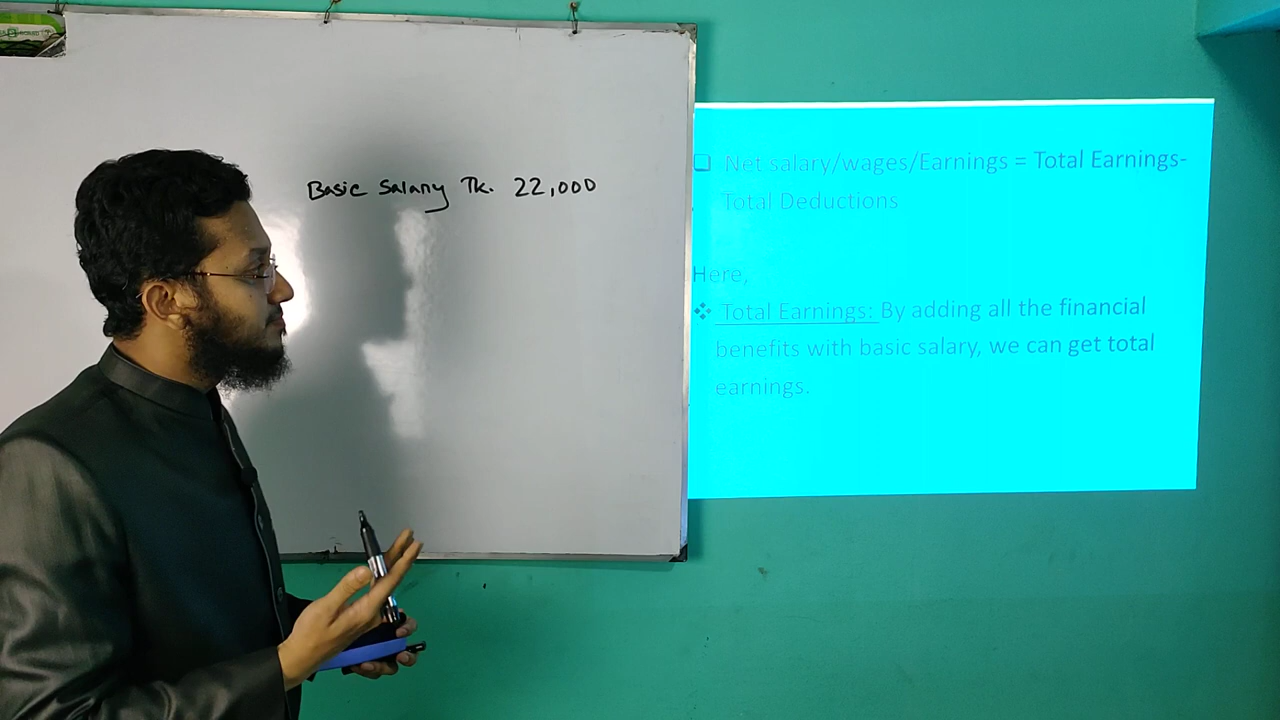 Basic Salary Tk. 22,000
❑ Net salary/wages/Earnings = Total Earnings-
Total Deductions
Here,
❖ Total Earnings: By adding all the financial
benefits with basic salary, we can get total
earnings.